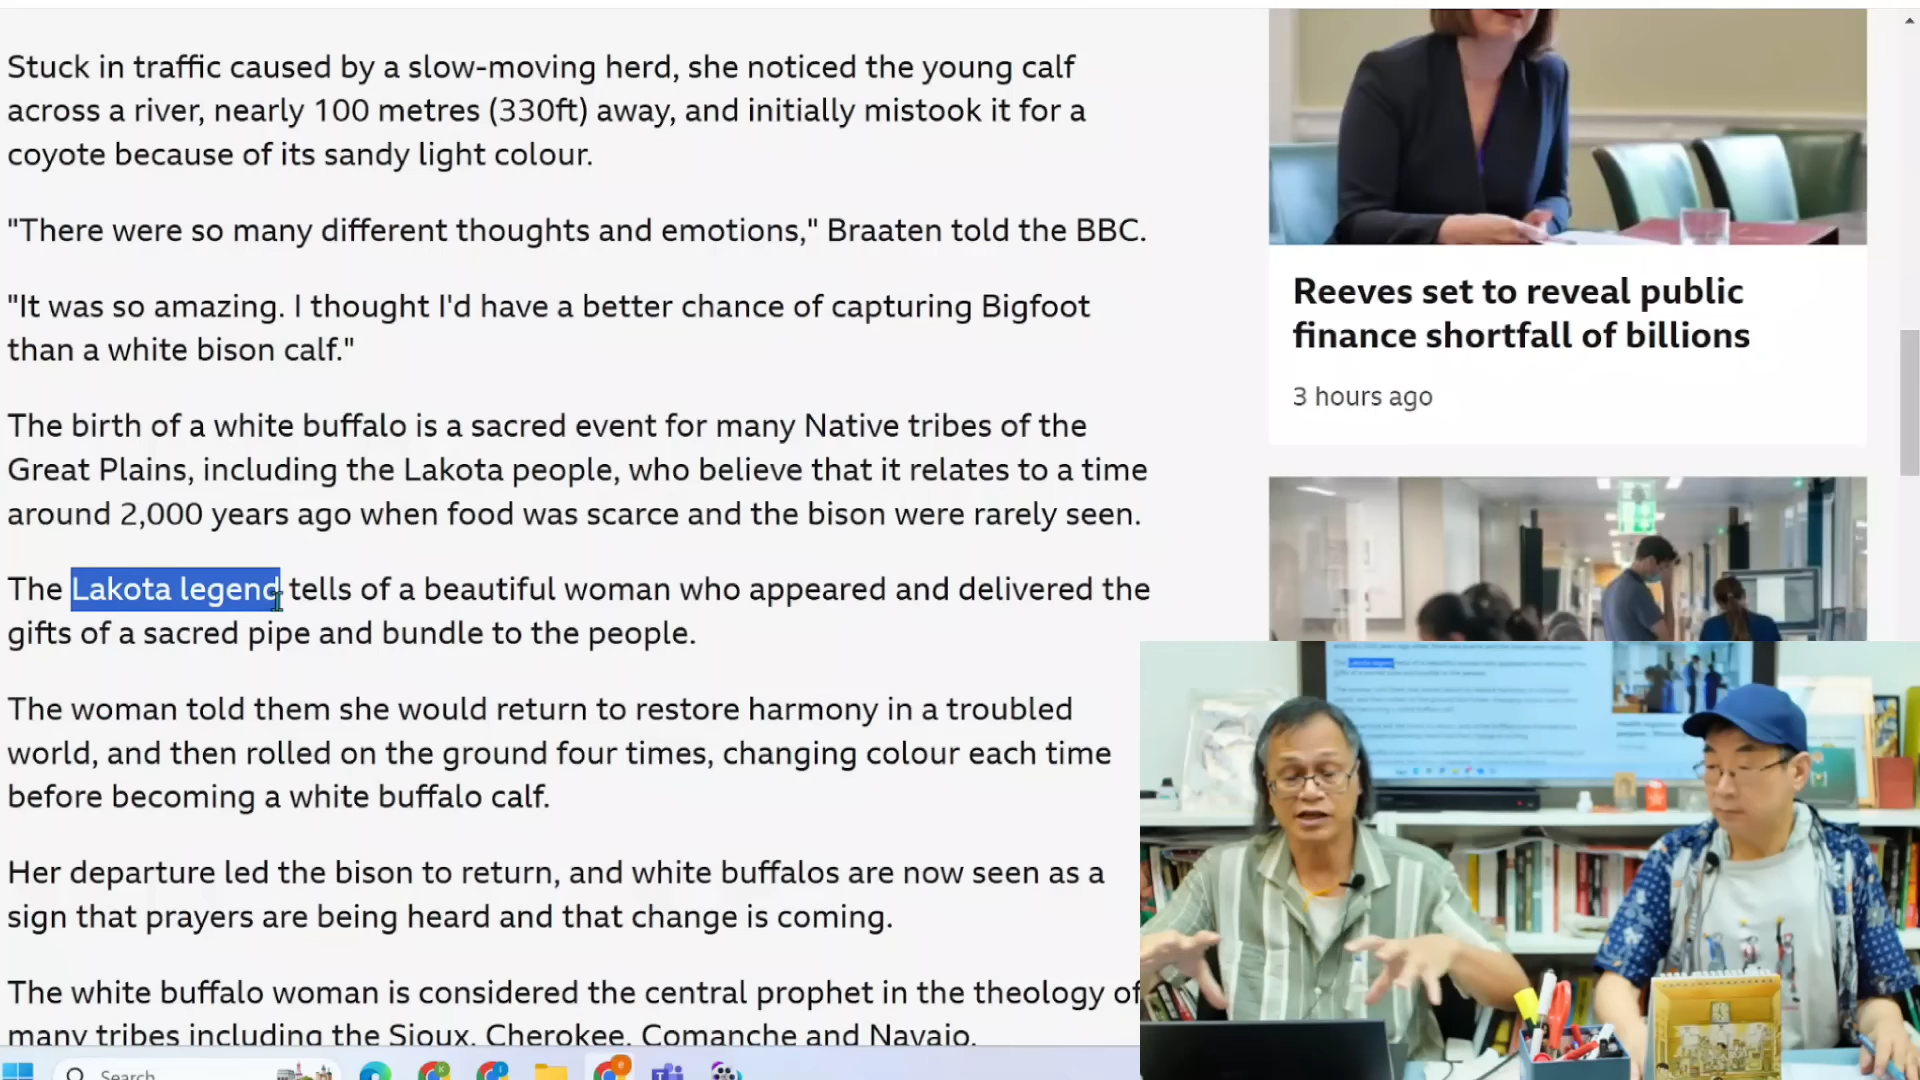 Stuck in traffic caused by a slow-moving herd, she noticed the young calf
across a river, nearly 100 metres (330ft) away, and initially mistook it for a
coyote because of its sandy light colour.
"There were so many different thoughts and emotions," Braaten told the BBC.
"It was so amazing. I thought I'd have a better chance of capturing Bigfoot
than a white bison calf."
The birth of a white buffalo is a sacred event for many Native tribes of the
Great Plains, including the Lakota people, who believe that it relates to a time
around 2,000 years ago when food was scarce and the bison were rarely seen.
The Lakota legend tells of a beautiful woman who appeared and delivered the
gifts of a sacred pipe and bundle to the people.
The woman told them she would return to restore harmony in a troubled
world, and then rolled on the ground four times, changing colour each time
before becoming a white buffalo calf.
Her departure led the bison to return, and white buffalos are now seen as a
sign that prayers are being heard and that change is coming.
The white buffalo woman is considered the central prophet in the theology of
many tribes including the Sioux, Cherokee, Comanche and Navajo.
Reeves set to reveal public
finance shortfall of billions
3 hours ago
Search